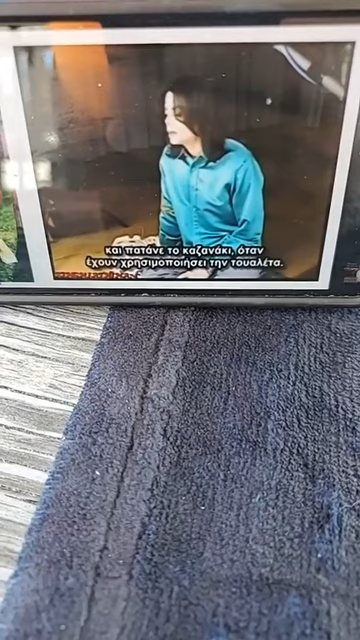 και πατάνε το καζανάκι, όταν
έχουν χρησιμοποιήσει την τουαλέτα.